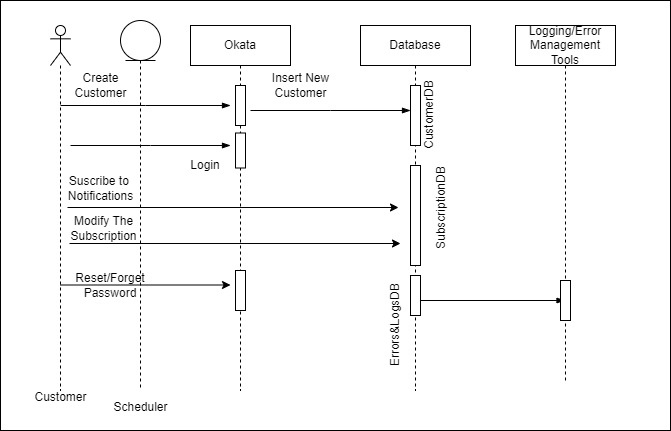 Okata
Database
Logging/Error
Management
Tools
Create
Customer
Insert New
Customer
CustomerDB
Login
Suscribe to
Notifications
SubscriptionDB
Modify The
Subscription
Reset/Forget
Password
Errors&LogsDB
Customer
Scheduler